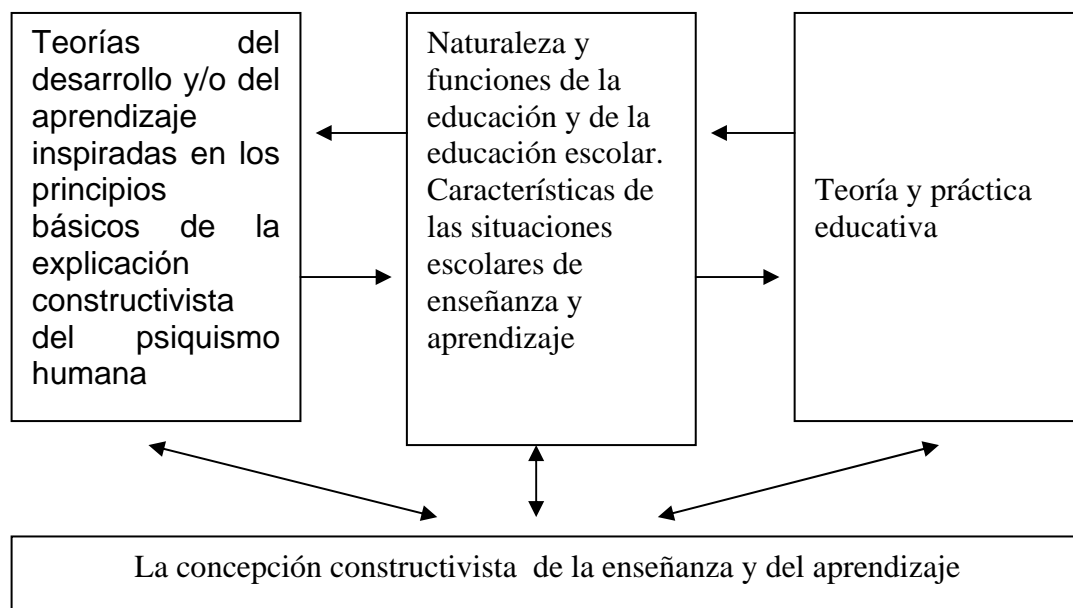 Teorías del
desarrollo y/o del
aprendizaje
inspiradas en los
principios
básicos de la
explicación
constructivista
del psiquismo
humana
Naturaleza y
funciones de la
educación y de la
educación escolar.
Características de
las situaciones
escolares de
enseñanza y
aprendizaje
Teoría y práctica
educativa
La concepción constructivista de la enseñanza y del aprendizaje